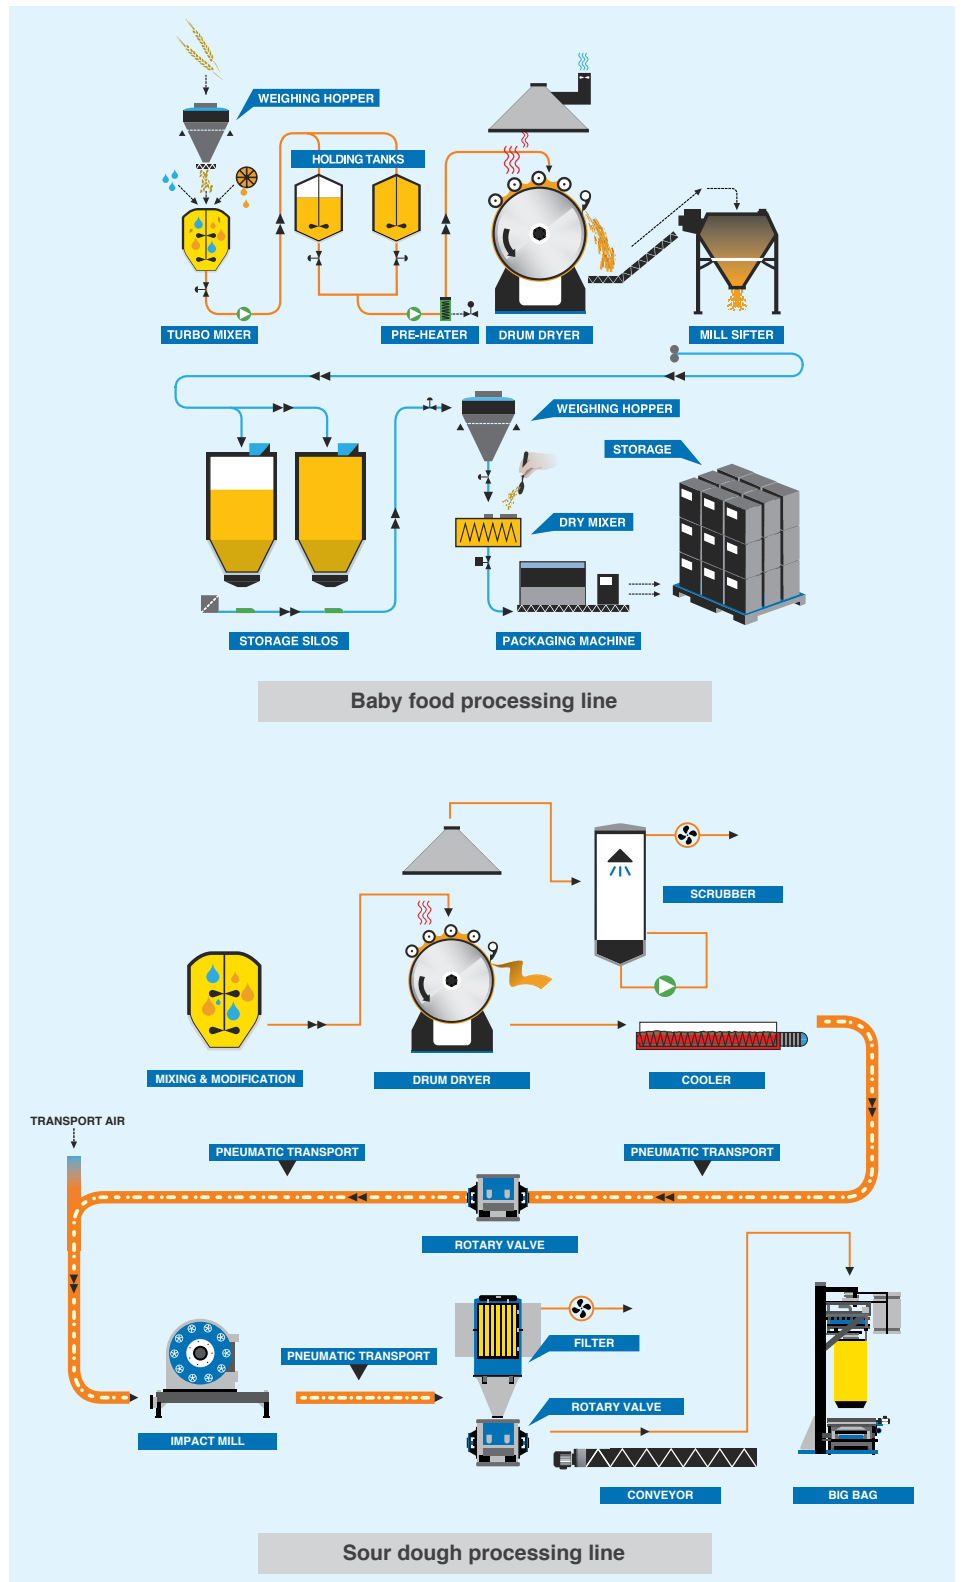 WEIGHING HOPPER
HOLDING TANKS
TURBO MIXER
PRE-HEATER
DRUM DRYER
MILL SIFTER
WEIGHING HOPPER
STORAGE
DRY MIXER
STORAGE SILOS
PACKAGING MACHINE
Baby food processing line
SCRUBBER
MIXING & MODIFICATION
DRUM DRYER
COOLER
TRANSPORT AIR
PNEUMATIC TRANSPORT
PNEUMATIC TRANSPORT
ROTARY VALVE
FILTER
PNEUMATIC TRANSPORT
ROTARY VALVE
IMPACT MILL
CONVEYOR
BIG BAG
Sour dough processing line